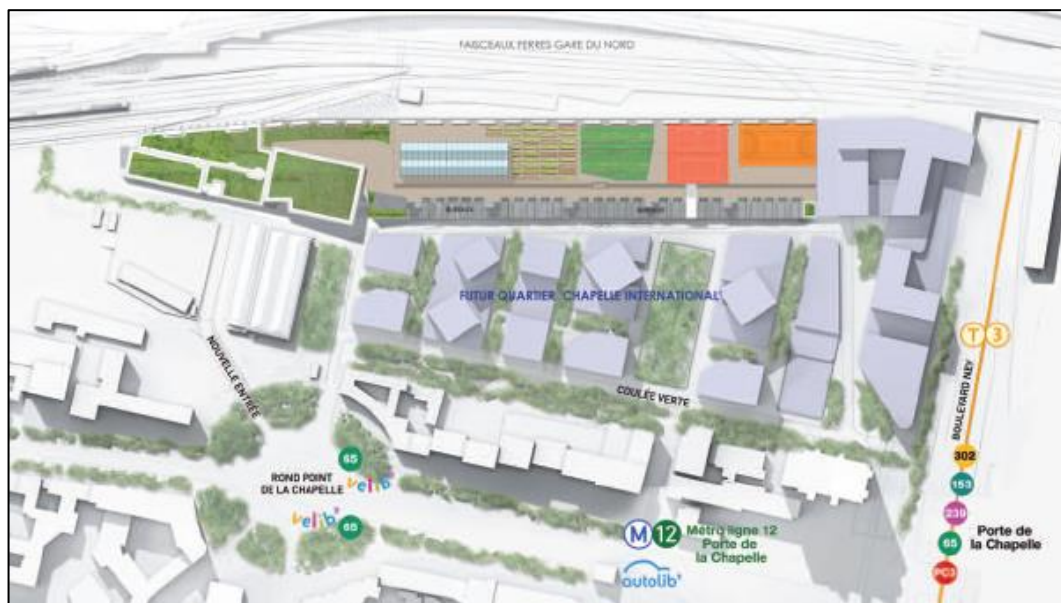 FAISCEAUX FERRES GARE DU NORD
FUTUR QUARTIER CHAPELLE INTERNATIONAL
NOUVELLE ENTRÉE
COULÉE VERTE
BOULEVARD NEY
T 3
302
153
239
65
PC3
Porte de
la Chapelle
65
ROND POINT
DE LA CHAPELLE
velib'
velib'
65
M 12 Métro ligne 12
Porte de
la Chapelle
autolib'